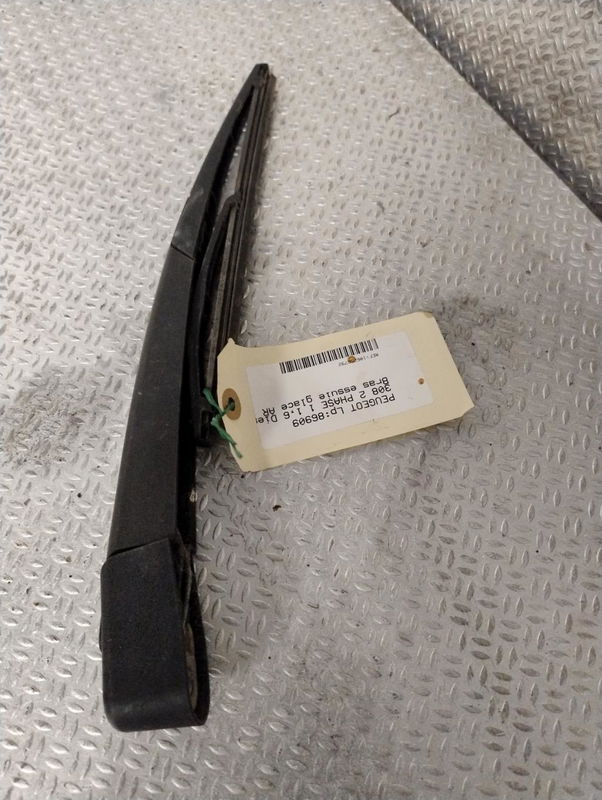 PEUGEOT Lp:86909
308 2 PHASE 1 1.6 Die
Bras essuie glace AR